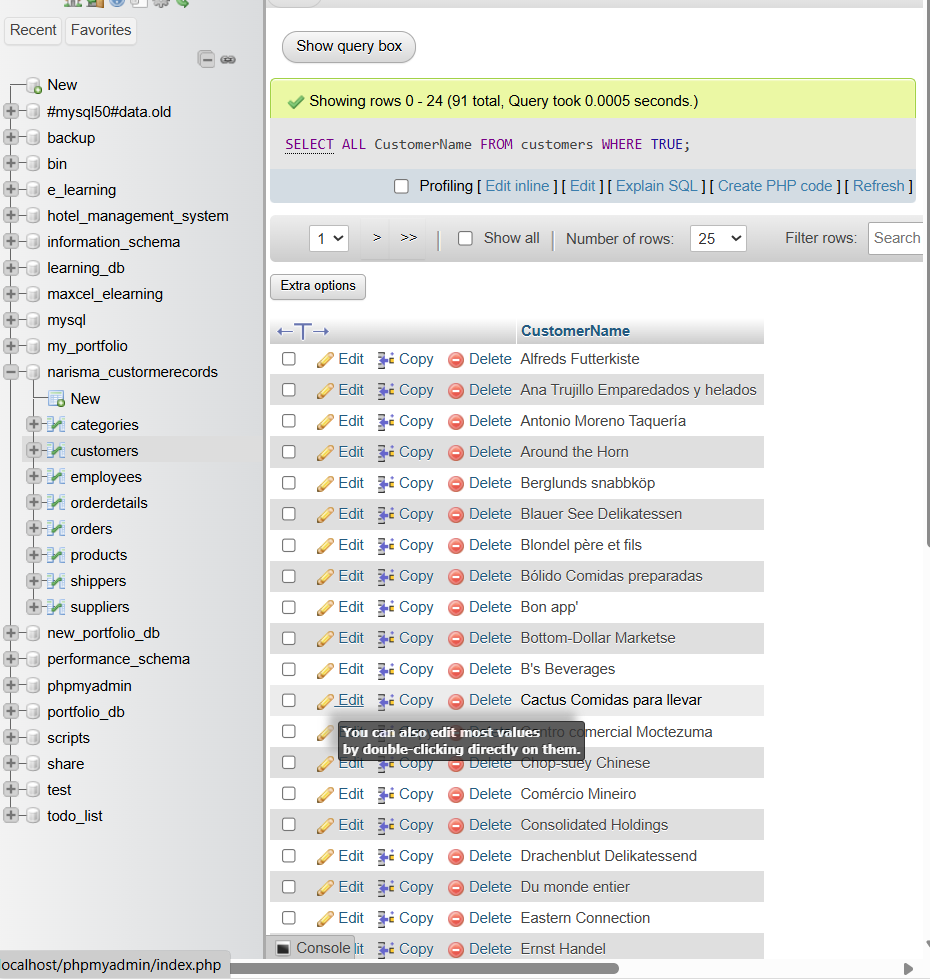 Recent Favorites
New
#mysql50#data.old
backup
bin
e_learning
hotel_management_system
information_schema
learning_db
maxcel_elearning
mysql
my_portfolio
narisma_custormerecords
New
categories
customers
employees
orderdetails
orders
products
shippers
suppliers
new_portfolio_db
performance_schema
phpmyadmin
portfolio_db
scripts
share
test
todo_list
localhost/phpmyadmin/index.php
Show query box
Showing rows 0 - 24 (91 total, Query took 0.0005 seconds.)
SELECT ALL CustomerName FROM customers WHERE TRUE;
Profiling [ Edit inline ] [ Edit ] [ Explain SQL ] [ Create PHP code ] [ Refresh ]
1 > >> | Show all | Number of rows: 25 Filter rows: Search
Extra options
←T→ CustomerName
Edit Copy Delete Alfreds Futterkiste
Edit Copy Delete Ana Trujillo Emparedados y helados
Edit Copy Delete Antonio Moreno Taquería
Edit Copy Delete Around the Horn
Edit Copy Delete Berglunds snabbköp
Edit Copy Delete Blauer See Delikatessen
Edit Copy Delete Blondel père et fils
Edit Copy Delete Bólido Comidas preparadas
Edit Copy Delete Bon app'
Edit Copy Delete Bottom-Dollar Marketse
Edit Copy Delete B's Beverages
Edit Copy Delete Cactus Comidas para llevar
You can also edit most values
by double-clicking directly on them.
comercial Moctezuma
Edit Copy Delete Chop-suey Chinese
Edit Copy Delete Comércio Mineiro
Edit Copy Delete Consolidated Holdings
Edit Copy Delete Drachenblut Delikatessend
Edit Copy Delete Du monde entier
Edit Copy Delete Eastern Connection
Console Copy Delete Ernst Handel